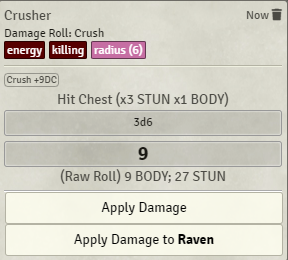 Crusher Now
Damage Roll: Crush
energy killing radius (6)
Crush +9DC
Hit Chest (x3 STUN x1 BODY)
3d6
9
(Raw Roll) 9 BODY; 27 STUN
Apply Damage
Apply Damage to Raven